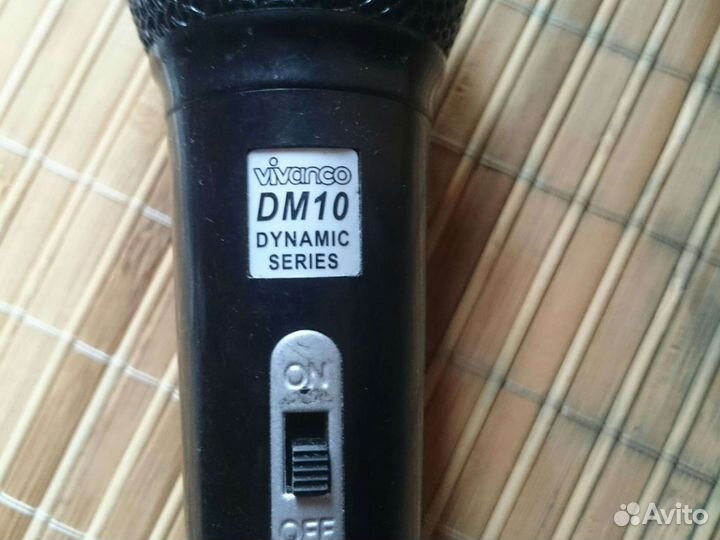 vivanco
DM10
DYNAMIC
SERIES
ON
OFF
Avito